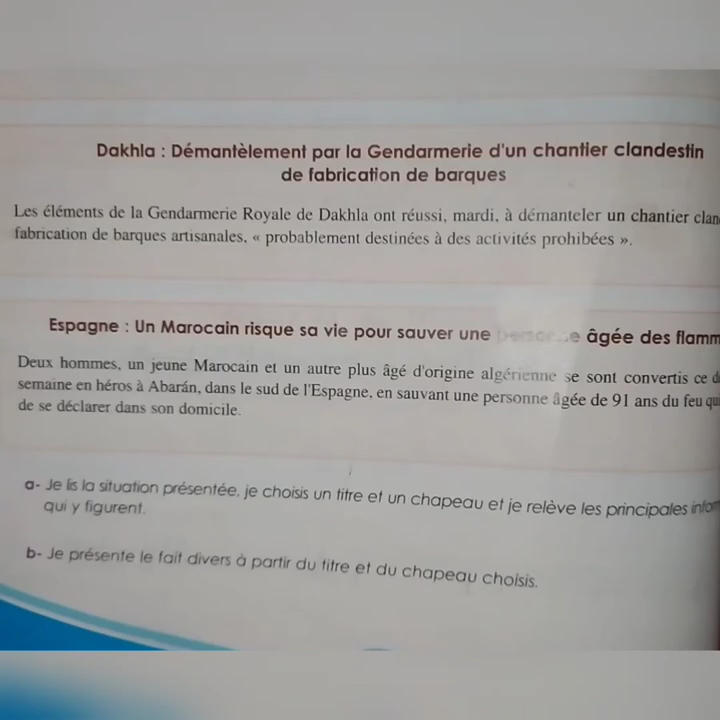 Dakhla : Démantèlement par la Gendarmerie d'un chantier clandestin
de fabrication de barques
Les éléments de la Gendarmerie Royale de Dakhla ont réussi, mardi, à démanteler un chantier clan
fabrication de barques artisanales, « probablement destinées à des activités prohibées ».
Espagne : Un Marocain risque sa vie pour sauver une personne âgée des flamm
Deux hommes, un jeune Marocain et un autre plus âgé d'origine algérienne se sont convertis ce
semaine en héros à Abarán, dans le sud de l'Espagne, en sauvant une personne âgée de 91 ans du feu qu
de se déclarer dans son domicile.
a- Je lis la situation présentée, je choisis un titre et un chapeau et je relève les principales infor
qui y figurent.
b- Je présente le fait divers à partir du titre et du chapeau choisis.